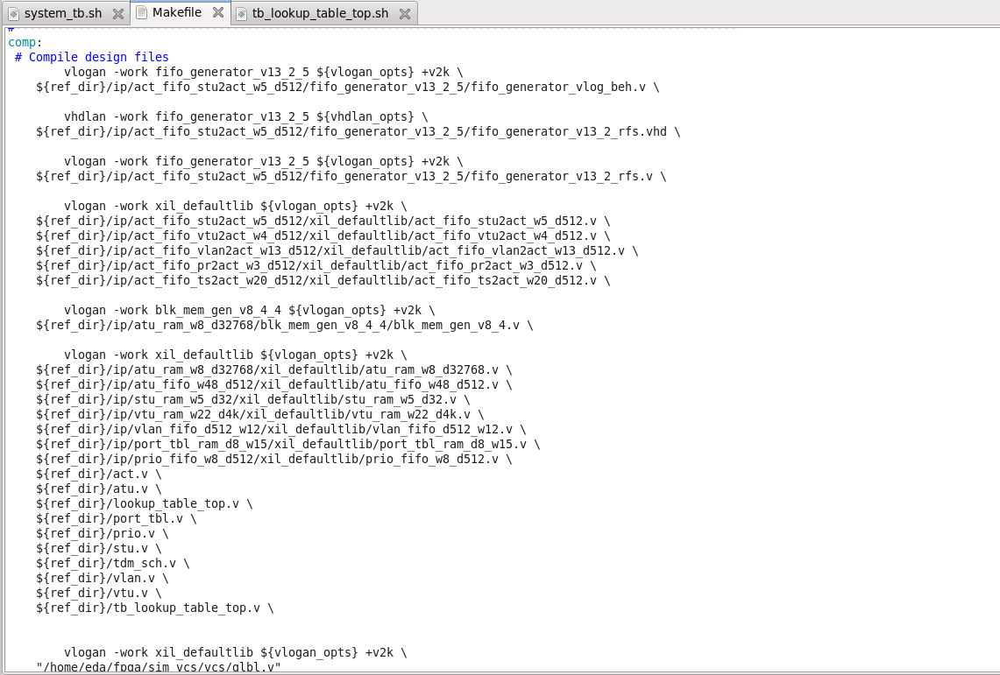 system_tb.sh
Makefile
tb_lookup_table_top.sh
comp:
# Compile design files
vlogan -work fifo_generator_v13_2_5 ${vlogan_opts} +v2k \
${ref_dir}/ip/act_fifo_stu2act_w5_d512/fifo_generator_v13_2_5/fifo_generator_vlog_beh.v \
vhdlan -work fifo_generator_v13_2_5 ${vhdlan_opts} \
${ref_dir}/ip/act_fifo_stu2act_w5_d512/fifo_generator_v13_2_5/fifo_generator_v13_2_rfs.vhd \
vlogan -work fifo_generator_v13_2_5 ${vlogan_opts} +v2k \
${ref_dir}/ip/act_fifo_stu2act_w5_d512/fifo_generator_v13_2_5/fifo_generator_v13_2_rfs.v \
vlogan -work xil_defaultlib ${vlogan_opts} +v2k \
${ref_dir}/ip/act_fifo_stu2act_w5_d512/xil_defaultlib/act_fifo_stu2act_w5_d512.v \
${ref_dir}/ip/act_fifo_vtu2act_w4_d512/xil_defaultlib/act_fifo_vtu2act_w4_d512.v \
${ref_dir}/ip/act_fifo_vlan2act_w13_d512/xil_defaultlib/act_fifo_vlan2act_w13_d512.v \
${ref_dir}/ip/act_fifo_pr2act_w3_d512/xil_defaultlib/act_fifo_pr2act_w3_d512.v \
${ref_dir}/ip/act_fifo_ts2act_w20_d512/xil_defaultlib/act_fifo_ts2act_w20_d512.v \
vlogan -work blk_mem_gen_v8_4_4 ${vlogan_opts} +v2k \
${ref_dir}/ip/atu_ram_w8_d32768/blk_mem_gen_v8_4_4/blk_mem_gen_v8_4.v \
vlogan -work xil_defaultlib ${vlogan_opts} +v2k \
${ref_dir}/ip/atu_ram_w8_d32768/xil_defaultlib/atu_ram_w8_d32768.v \
${ref_dir}/ip/atu_fifo_w48_d512/xil_defaultlib/atu_fifo_w48_d512.v \
${ref_dir}/ip/stu_ram_w5_d32/xil_defaultlib/stu_ram_w5_d32.v \
${ref_dir}/ip/vtu_ram_w22_d4k/xil_defaultlib/vtu_ram_w22_d4k.v \
${ref_dir}/ip/vlan_fifo_d512_w12/xil_defaultlib/vlan_fifo_d512_w12.v \
${ref_dir}/ip/port_tbl_ram_d8_w15/xil_defaultlib/port_tbl_ram_d8_w15.v \
${ref_dir}/ip/prio_fifo_w8_d512/xil_defaultlib/prio_fifo_w8_d512.v \
${ref_dir}/act.v \
${ref_dir}/atu.v \
${ref_dir}/lookup_table_top.v \
${ref_dir}/port_tbl.v \
${ref_dir}/prio.v \
${ref_dir}/stu.v \
${ref_dir}/tdm_sch.v \
${ref_dir}/vlan.v \
${ref_dir}/vtu.v \
${ref_dir}/tb_lookup_table_top.v \
vlogan -work xil_defaultlib ${vlogan_opts} +v2k \
"/home/eda/fpga/sim_vcs/vcs/glbl.v"